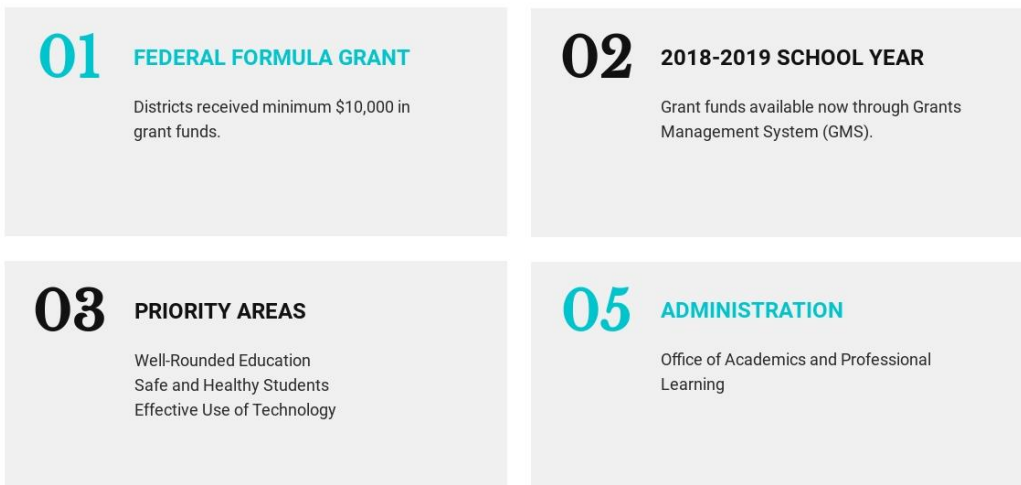 01 FEDERAL FORMULA GRANT
Districts received minimum $10,000 in
grant funds.
02 2018-2019 SCHOOL YEAR
Grant funds available now through Grants
Management System (GMS).
03 PRIORITY AREAS
Well-Rounded Education
Safe and Healthy Students
Effective Use of Technology
05 ADMINISTRATION
Office of Academics and Professional
Learning